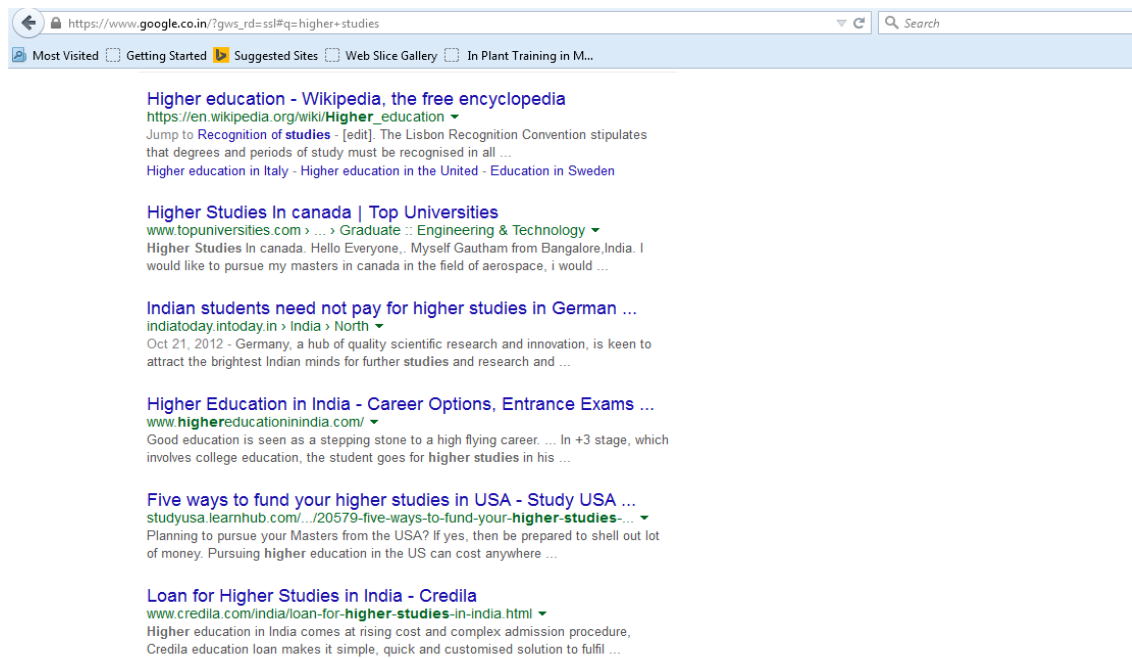 https://www.google.co.in/?gws_rd=ssl#q=higher+studies
Search
Most Visited Getting Started Suggested Sites Web Slice Gallery In Plant Training in M...
Higher education - Wikipedia, the free encyclopedia
https://en.wikipedia.org/wiki/Higher_education
Jump to Recognition of studies - [edit]. The Lisbon Recognition Convention stipulates
that degrees and periods of study must be recognised in all ...
Higher education in Italy - Higher education in the United - Education in Sweden
Higher Studies In canada | Top Universities
www.topuniversities.com › ... › Graduate :: Engineering & Technology
Higher Studies In canada. Hello Everyone,. Myself Gautham from Bangalore,India. I
would like to pursue my masters in canada in the field of aerospace, i would ...
Indian students need not pay for higher studies in German ...
indiatoday.intoday.in › India › North
Oct 21, 2012 - Germany, a hub of quality scientific research and innovation, is keen to
attract the brightest Indian minds for further studies and research and ...
Higher Education in India - Career Options, Entrance Exams ...
www.highereducationinindia.com/
Good education is seen as a stepping stone to a high flying career. ... In +3 stage, which
involves college education, the student goes for higher studies in his ...
Five ways to fund your higher studies in USA - Study USA ...
studyusa.learnhub.com/.../20579-five-ways-to-fund-your-higher-studies-...
Planning to pursue your Masters from the USA? If yes, then be prepared to shell out lot
of money. Pursuing higher education in the US can cost anywhere ...
Loan for Higher Studies in India - Credila
www.credila.com/india/loan-for-higher-studies-in-india.html
Higher education in India comes at rising cost and complex admission procedure,
Credila education loan makes it simple, quick and customised solution to fulfil ...